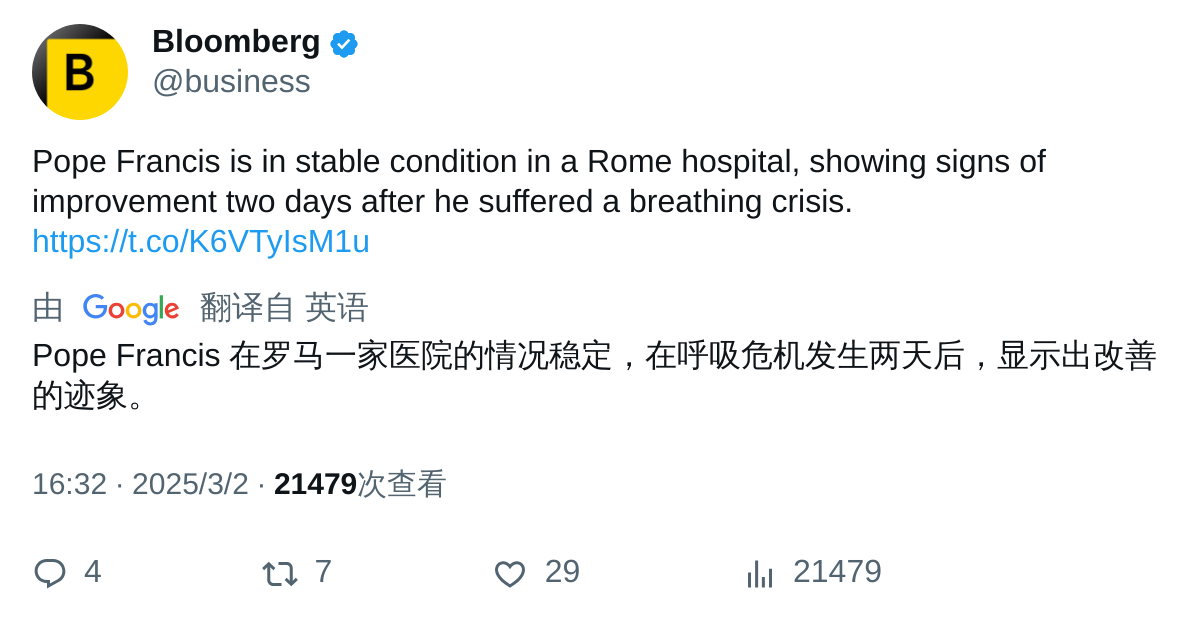 B
Bloomberg
@business
Pope Francis is in stable condition in a Rome hospital, showing signs of
improvement two days after he suffered a breathing crisis.
https://t.co/K6VTyIsM1u
由 Google 翻译自 英语
Pope Francis 在罗马一家医院的情况稳定，在呼吸危机发生两天后，显示出改善
的迹象。
16:32 · 2025/3/2 · 21479次查看
4 7 29 21479